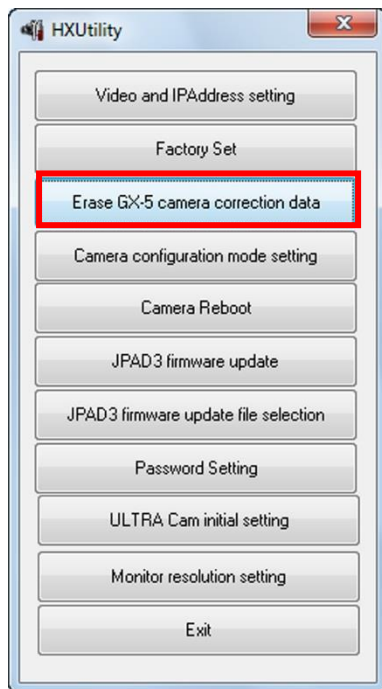 HXUtility
Video and IPAddress setting
Factory Set
Erase GX-5 camera correction data
Camera configuration mode setting
Camera Reboot
JPAD3 firmware update
JPAD3 firmware update file selection
Password Setting
ULTRA Cam initial setting
Monitor resolution setting
Exit